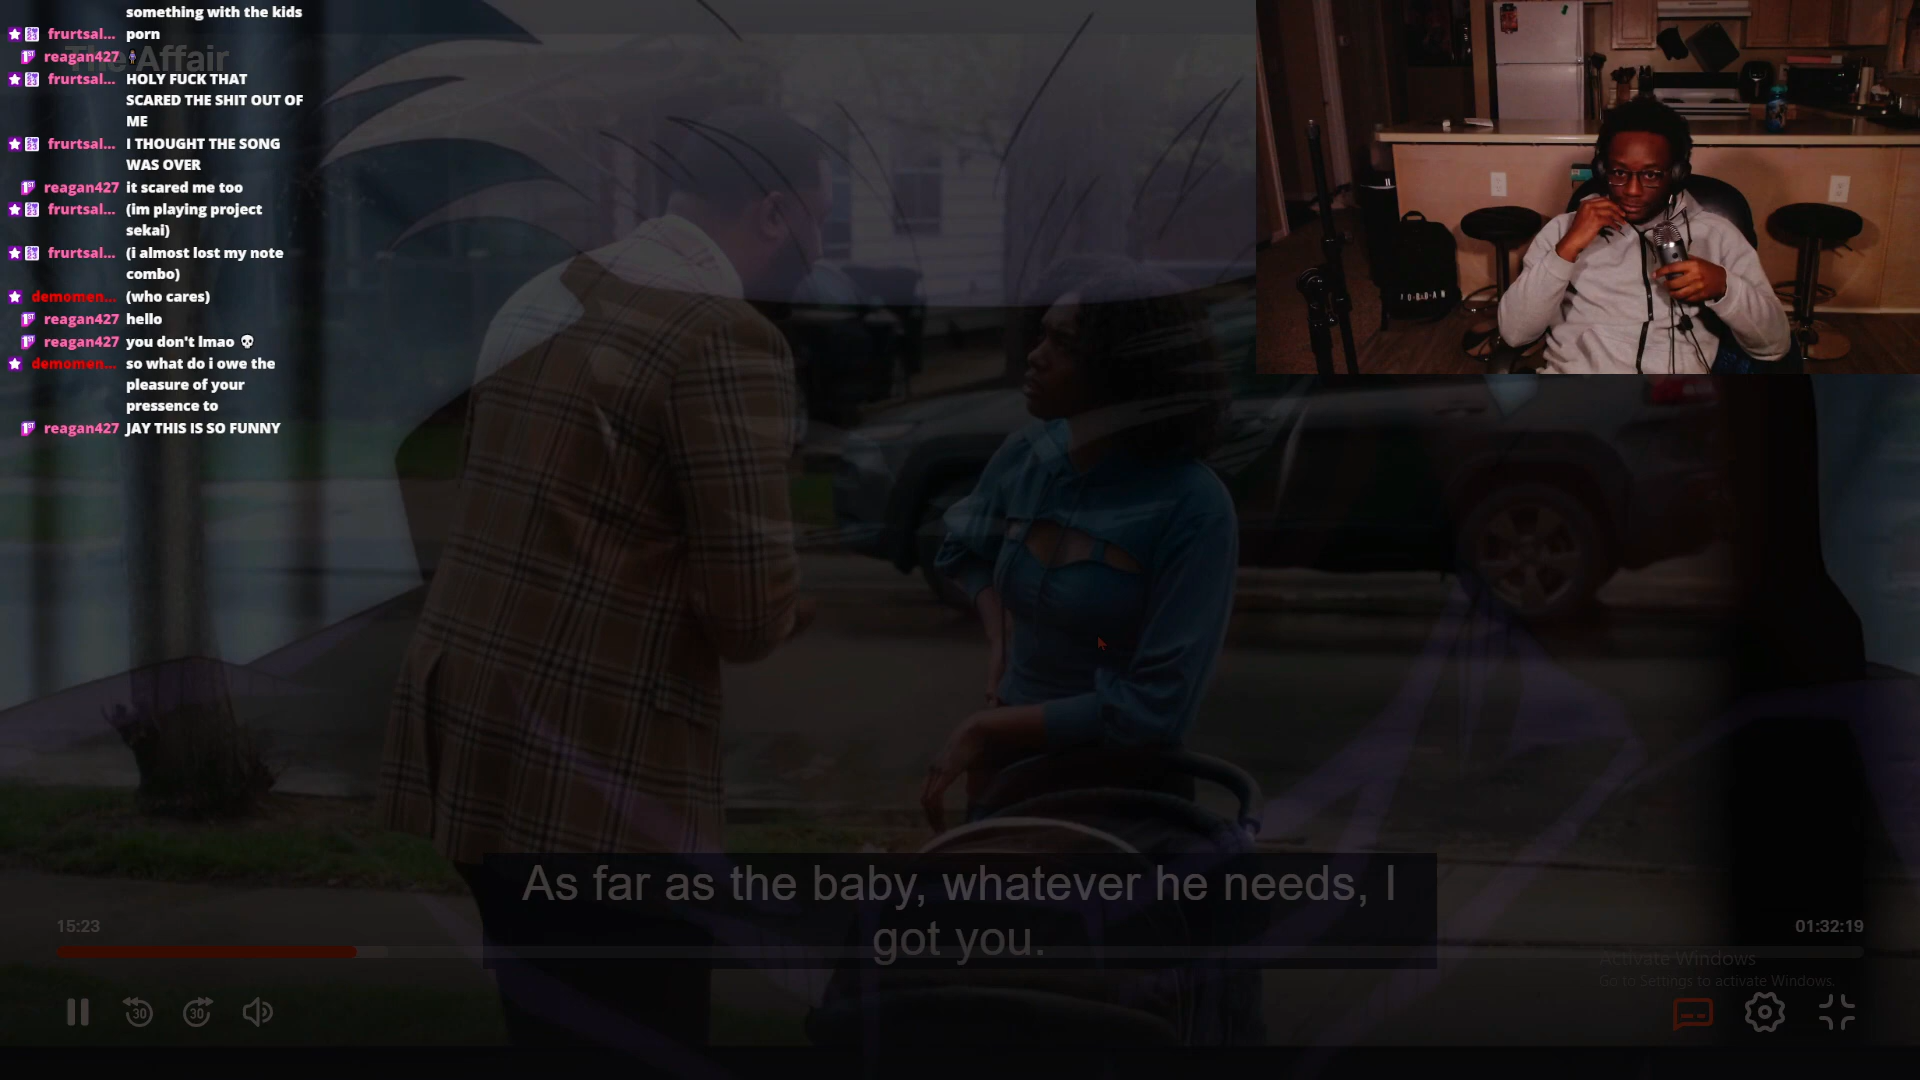 something with the kids
frurtsal... porn
The Affair
reagan427
frurtsal... HOLY FUCK THAT
SCARED THE SHIT OUT OF
ME
frurtsal... I THOUGHT THE SONG
WAS OVER
reagan427 it scared me too
frurtsal... (im playing project
sekai)
frurtsal... (i almost lost my note
combo)
demomen... (who cares)
reagan427 hello
reagan427 you don't lmao 💀
demomen... so what do i owe the
pleasure of your
pressence to
reagan427 JAY THIS IS SO FUNNY
JORDAN
As far as the baby, whatever he needs, I
got you.
15:23
01:32:19
Activate Windows
Go to Settings to activate Windows.
30
30